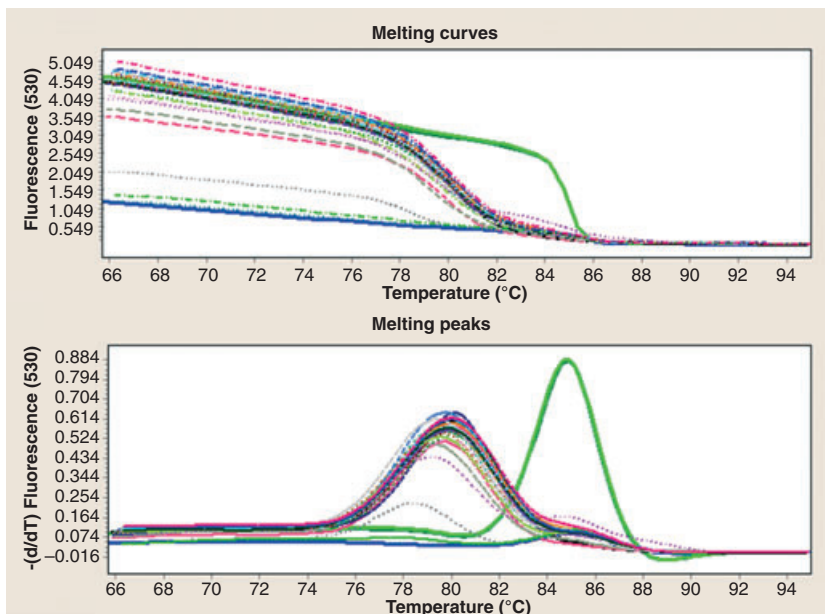 Melting curves
Fluorescence (530)
5.049
4.549
4.049
3.549
3.049
2.549
2.049
1.549
1.049
0.549
66 68 70 72 74 76 78 80 82 84 86 88 90 92 94
Temperature (°C)
Melting peaks
-(d/dT) Fluorescence (530)
0.884
0.794
0.704
0.614
0.524
0.434
0.344
0.254
0.164
0.074
–0.016
66 68 70 72 74 76 78 80 82 84 86 88 90 92 94
Temperature (°C)